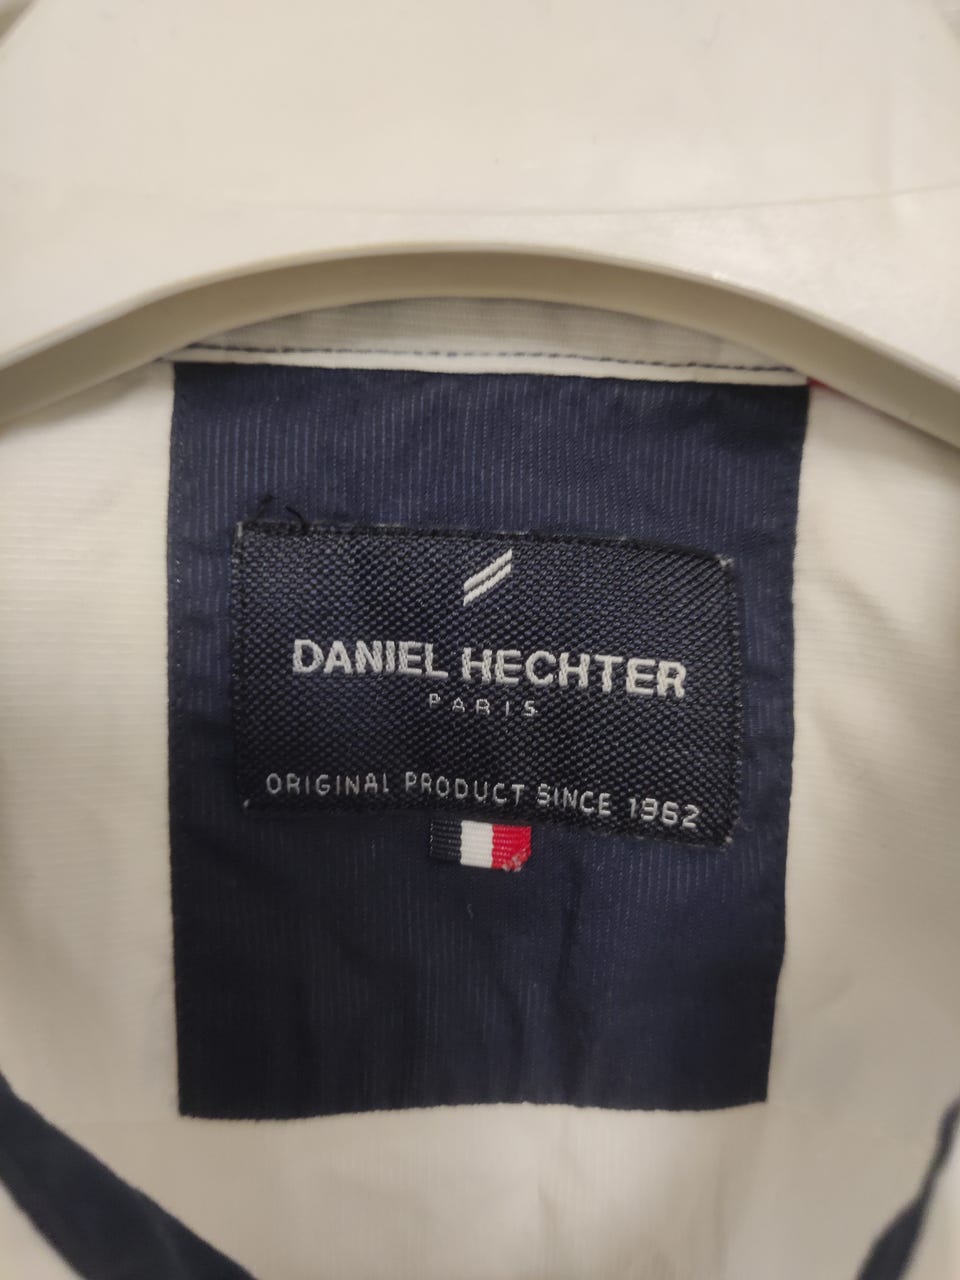 DANIEL HECHTER
PARIS
ORIGINAL PRODUCT SINCE 1962